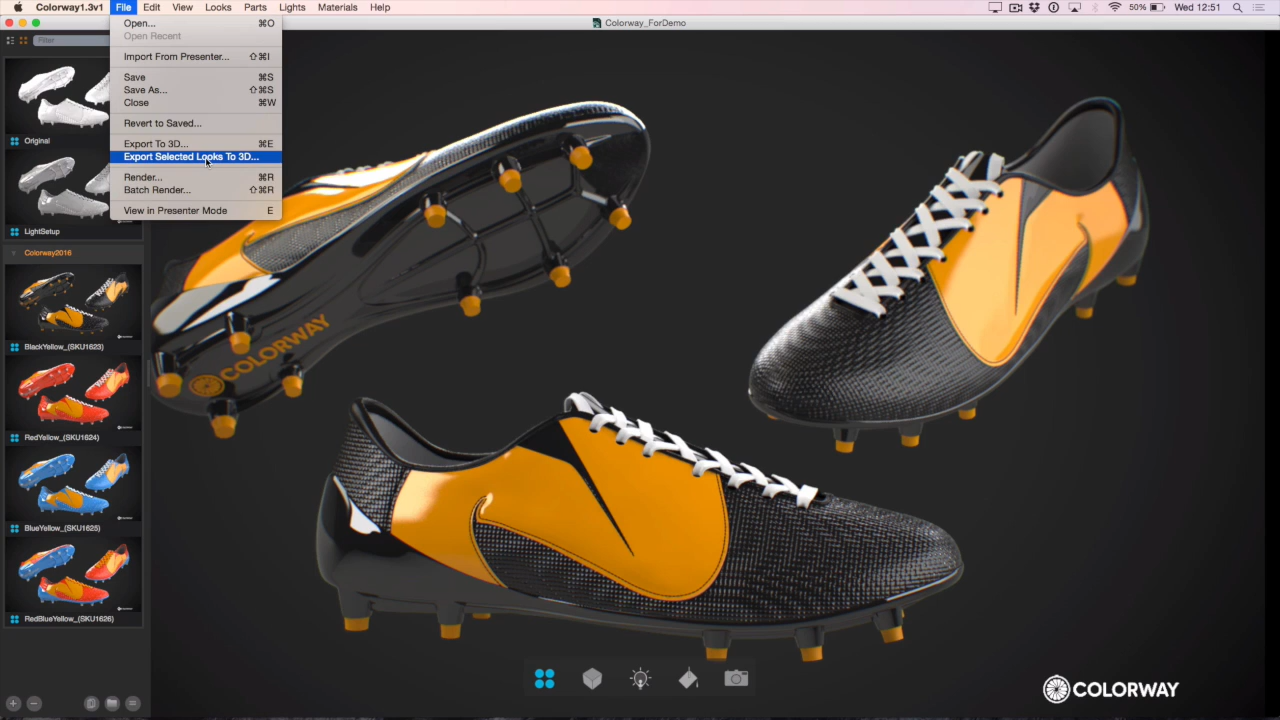 Colorway1.3v1 File Edit View Looks Parts Lights Materials Help 50% Wed 12:51
Colorway_ForDemo
Open... ⌘O
Open Recent
Import From Presenter... ⇧⌘I
Save ⌘S
Save As... ⇧⌘S
Close ⌘W
Revert to Saved...
Export To 3D... ⌘E
Export Selected Looks To 3D...
Render... ⌘R
Batch Render... ⇧⌘R
View in Presenter Mode E
Filter
Original
LightSetup
Colorway2016
BlackYellow_(SKU1623)
RedYellow_(SKU1624)
BlueYellow_(SKU1625)
RedBlueYellow_(SKU1626)
COLORWAY
COLORWAY